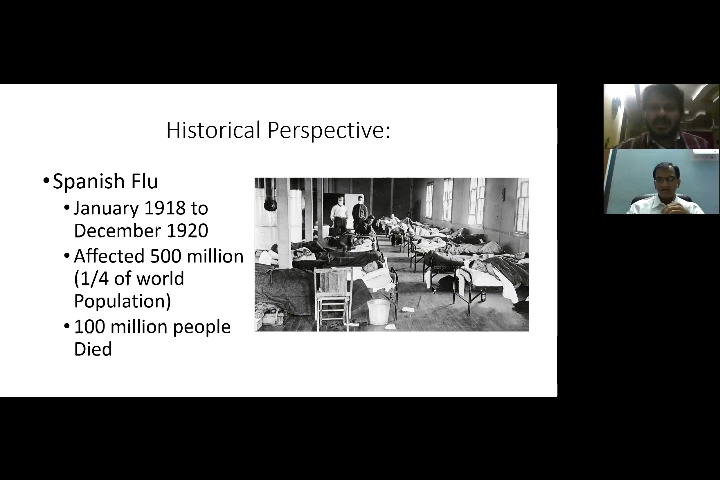 Historical Perspective:
•Spanish Flu
•January 1918 to
December 1920
•Affected 500 million
(1/4 of world
Population)
•100 million people
Died